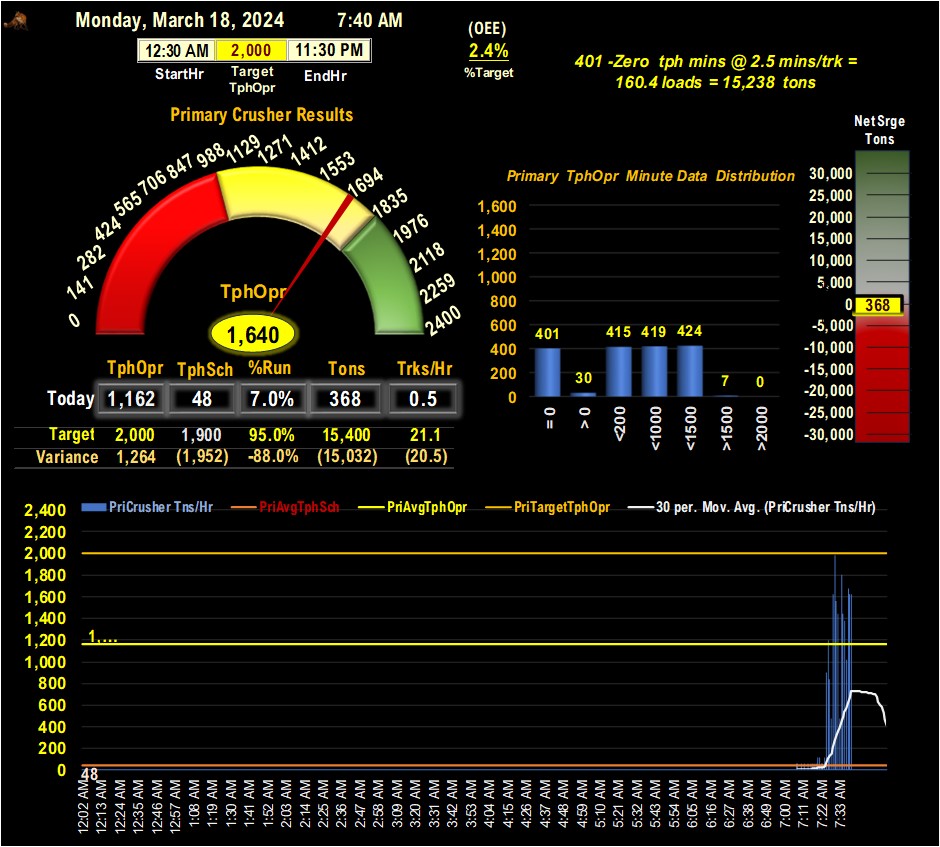 Monday, March 18, 2024 7:40 AM
12:30 AM 2,000 11:30 PM
StartHr Target TphOpr EndHr
(OEE)
2.4%
%Target
401 -Zero tph mins @ 2.5 mins/trk =
160.4 loads = 15,238 tons
Primary Crusher Results
0 141 282 424 565 706 847 988 1129 1271 1412 1553 1694 1835 1976 2118 2259 2400
TphOpr
1,640
TphOpr TphSch %Run Tons Trks/Hr
Today 1,162 48 7.0% 368 0.5
Target 2,000 1,900 95.0% 15,400 21.1
Variance 1,264 (1,952) -88.0% (15,032) (20.5)
Primary TphOpr Minute Data Distribution
1,600
1,400
1,200
1,000
800
600
400
200
0
401 30 415 419 424 7 0
= 0 > 0 <200 <1000 <1500 >1500 >2000
Net Srge
Tons
30,000
25,000
20,000
15,000
10,000
5,000
0
368
-5,000
-10,000
-15,000
-20,000
-25,000
-30,000
PriCrusher Tns/Hr PriAvgTphSch PriAvgTphOpr PriTargetTphOpr 30 per. Mov. Avg. (PriCrusher Tns/Hr)
2,400
2,200
2,000
1,800
1,600
1,400
1,200
1,000
800
600
400
200
0
1,...
48
12:02 AM 12:13 AM 12:24 AM 12:35 AM 12:46 AM 12:57 AM 1:08 AM 1:19 AM 1:30 AM 1:41 AM 1:52 AM 2:03 AM 2:14 AM 2:25 AM 2:36 AM 2:47 AM 2:58 AM 3:09 AM 3:20 AM 3:31 AM 3:42 AM 3:53 AM 4:04 AM 4:15 AM 4:26 AM 4:37 AM 4:48 AM 4:59 AM 5:10 AM 5:21 AM 5:32 AM 5:43 AM 5:54 AM 6:05 AM 6:16 AM 6:27 AM 6:38 AM 6:49 AM 7:00 AM 7:11 AM 7:22 AM 7:33 AM